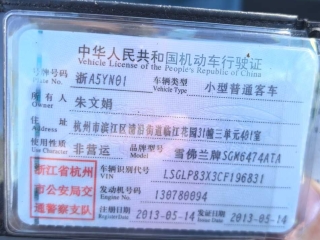 中华人民共和国机动车行驶证
Vehicle License of the People's Republic of China
号牌号码 浙A5YN01 车辆类型 小型普通客车
Plate No. Vehicle Type
所有人 朱文娟
Owner
住址 杭州市滨江区浦沿街道临江花园31幢三单元401室
Address
使用性质 非营运 品牌型号 雪佛兰牌SGM6474ATA
Use Character Model
浙江省杭州市公安局交通警察支队
车辆识别代号 LSGLP83X3CF196831
VIN
发动机号码 130780094
Engine No.
注册日期 2013-05-14 发证日期 2013-05-14
Register Date Issue Date